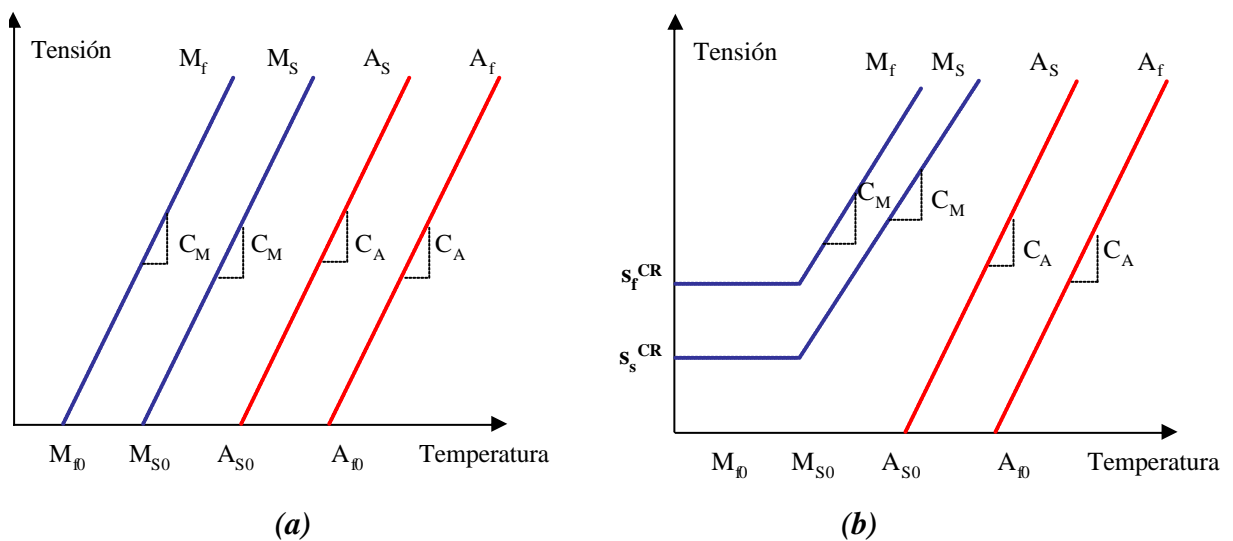 Tensión
M_f M_S A_S A_f
C_M C_M C_A C_A
M_f0 M_S0 A_S0 A_f0 Temperatura
(a)
Tensión
M_f M_S A_S A_f
C_M C_M C_A C_A
s_f^CR
s_s^CR
M_f0 M_S0 A_S0 A_f0 Temperatura
(b)